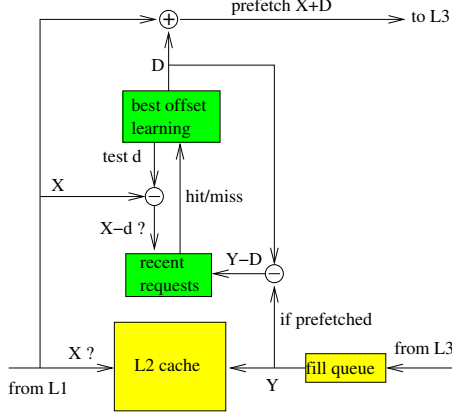 prefetch X+D
to L3
+
D
best offset
learning
test d
X
−
hit/miss
X−d ?
recent
requests
Y−D
−
if prefetched
X ?
L2 cache
from L3
fill queue
from L1
Y